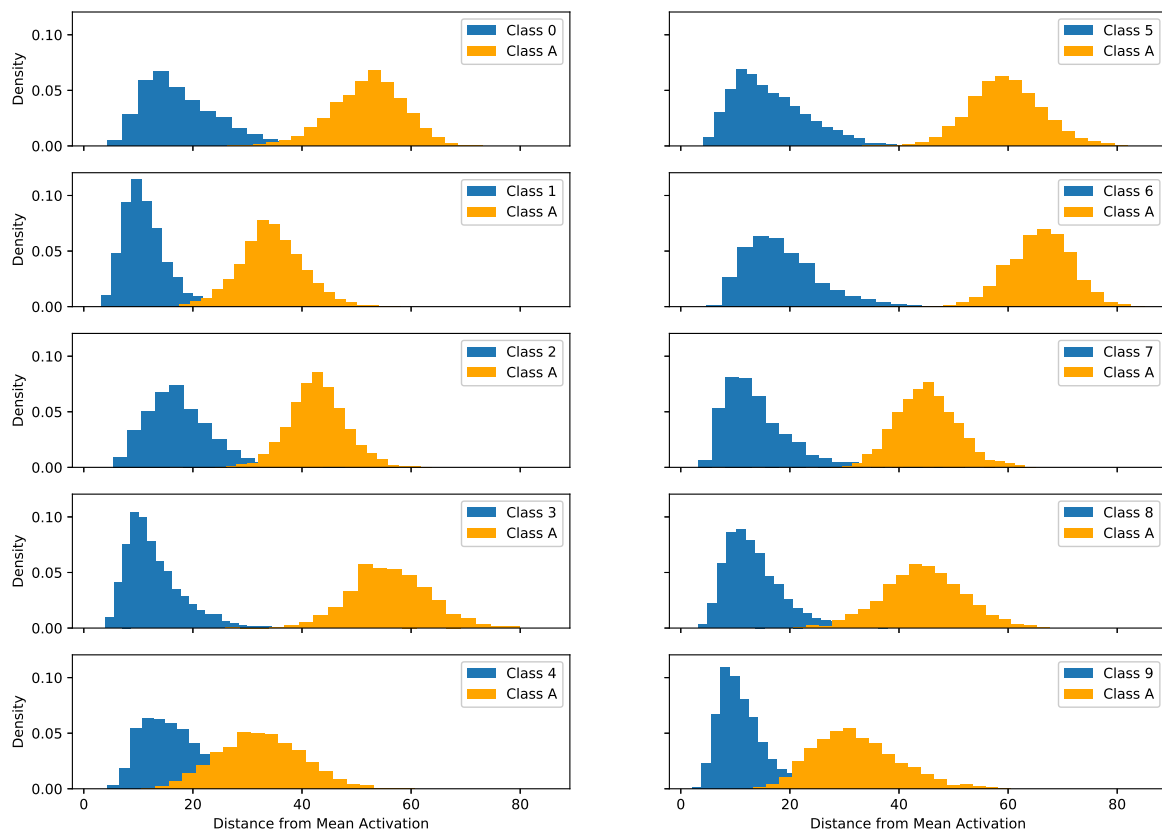 Density
0.10
0.05
0.00
Class 0
Class A
Class 5
Class A
Density
0.10
0.05
0.00
Class 1
Class A
Class 6
Class A
Density
0.10
0.05
0.00
Class 2
Class A
Class 7
Class A
Density
0.10
0.05
0.00
Class 3
Class A
Class 8
Class A
Density
0.10
0.05
0.00
Class 4
Class A
Class 9
Class A
0 20 40 60 80
0 20 40 60 80
Distance from Mean Activation
Distance from Mean Activation